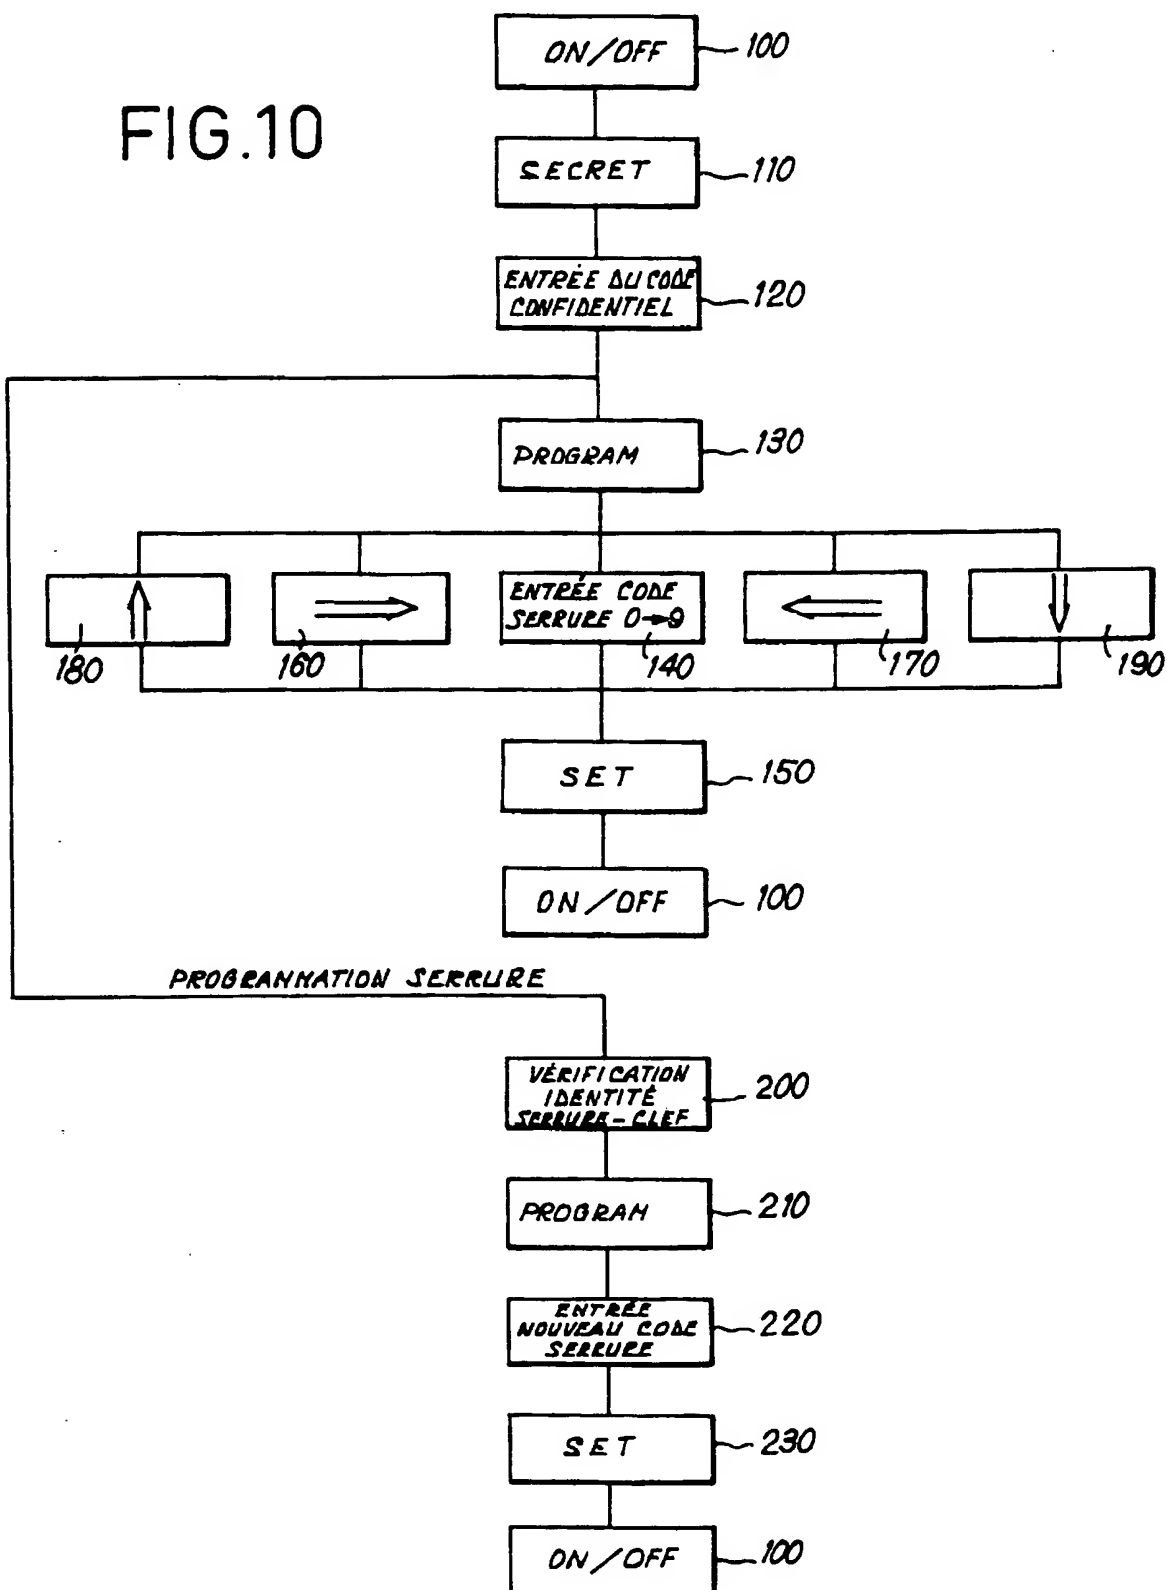 FIG.10
ON/OFF 100
SECRET 110
ENTRÉE DU CODE
CONFIDENTIEL
120
PROGRAM 130
180
160
ENTRÉE CODE
SERRURE 0→9
140
170
190
SET 150
ON/OFF 100
PROGRAMMATION SERRURE
VÉRIFICATION
IDENTITÉ
SERRURE-CLEF
200
PROGRAM 210
ENTRÉE
NOUVEAU CODE
SERRURE
220
SET 230
ON/OFF 100